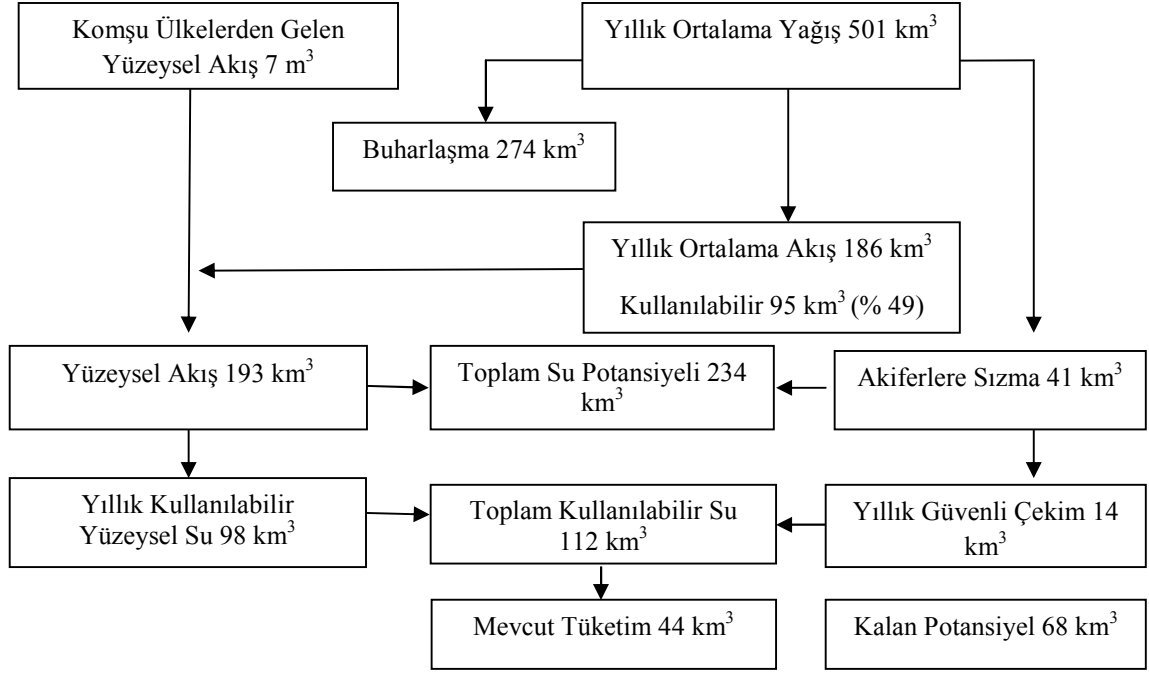 Komşu Ülkelerden Gelen
Yüzeysel Akış 7 m³
Yıllık Ortalama Yağış 501 km³
Buharlaşma 274 km³
Yıllık Ortalama Akış 186 km³
Kullanılabilir 95 km³ (% 49)
Yüzeysel Akış 193 km³
Toplam Su Potansiyeli 234
km³
Akiferlere Sızma 41 km³
Yıllık Kullanılabilir
Yüzeysel Su 98 km³
Toplam Kullanılabilir Su
112 km³
Yıllık Güvenli Çekim 14
km³
Mevcut Tüketim 44 km³
Kalan Potansiyel 68 km³